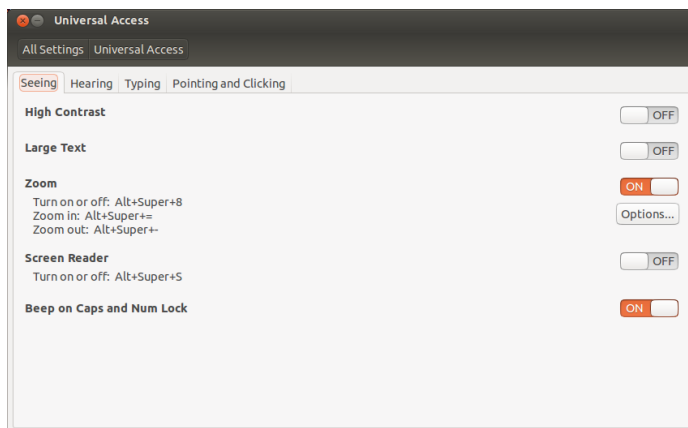 Universal Access
All Settings Universal Access
Seeing Hearing Typing Pointing and Clicking
High Contrast OFF
Large Text OFF
Zoom ON
Turn on or off: Alt+Super+8
Zoom in: Alt+Super+= Options...
Zoom out: Alt+Super+-
Screen Reader OFF
Turn on or off: Alt+Super+S
Beep on Caps and Num Lock ON